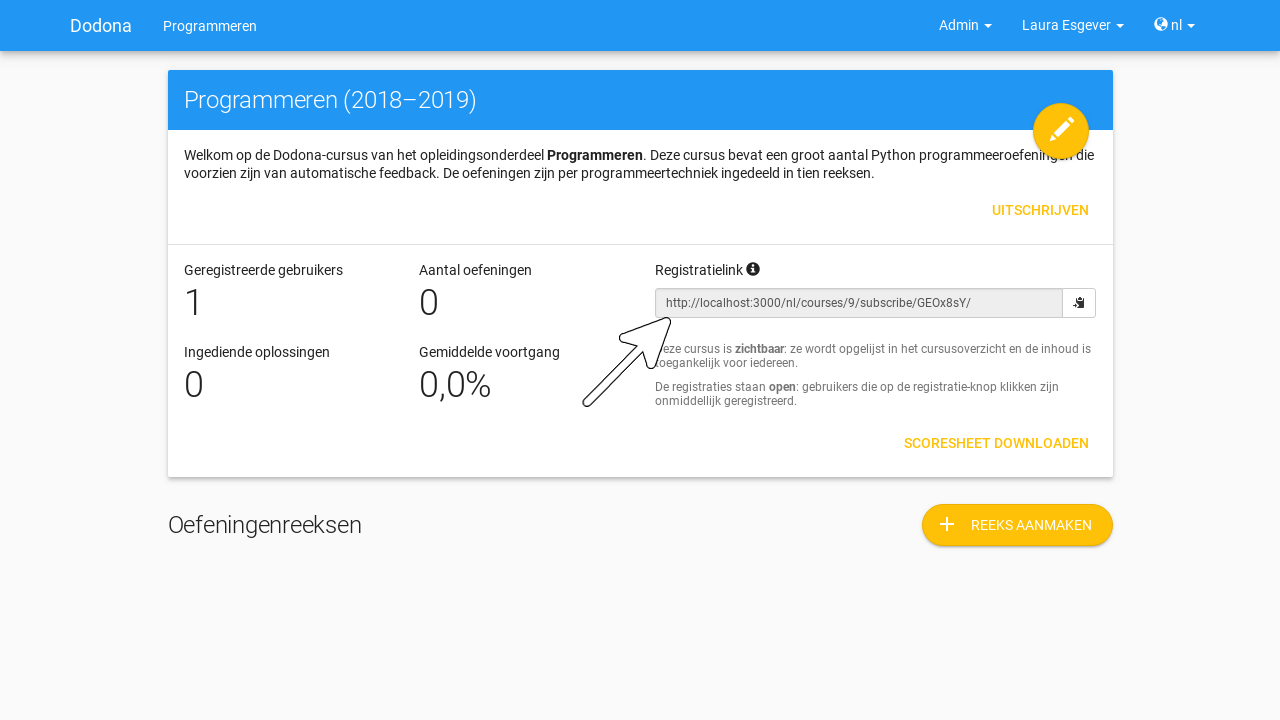 Dodona Programmeren Admin Laura Esgever nl
Programmeren (2018–2019)
Welkom op de Dodona-cursus van het opleidingsonderdeel Programmeren. Deze cursus bevat een groot aantal Python programmeeroefeningen die
voorzien zijn van automatische feedback. De oefeningen zijn per programmeertechniek ingedeeld in tien reeksen.
UITSCHRIJVEN
Geregistreerde gebruikers
1
Aantal oefeningen
0
Registratielink
http://localhost:3000/nl/courses/9/subscribe/GEOx8sY/
Ingediende oplossingen
0
Gemiddelde voortgang
0,0%
Deze cursus is zichtbaar: ze wordt opgelijst in het cursusoverzicht en de inhoud is
toegankelijk voor iedereen.
De registraties staan open: gebruikers die op de registratie-knop klikken zijn
onmiddellijk geregistreerd.
SCORESHEET DOWNLOADEN
Oefeningenreeksen
REEKS AANMAKEN